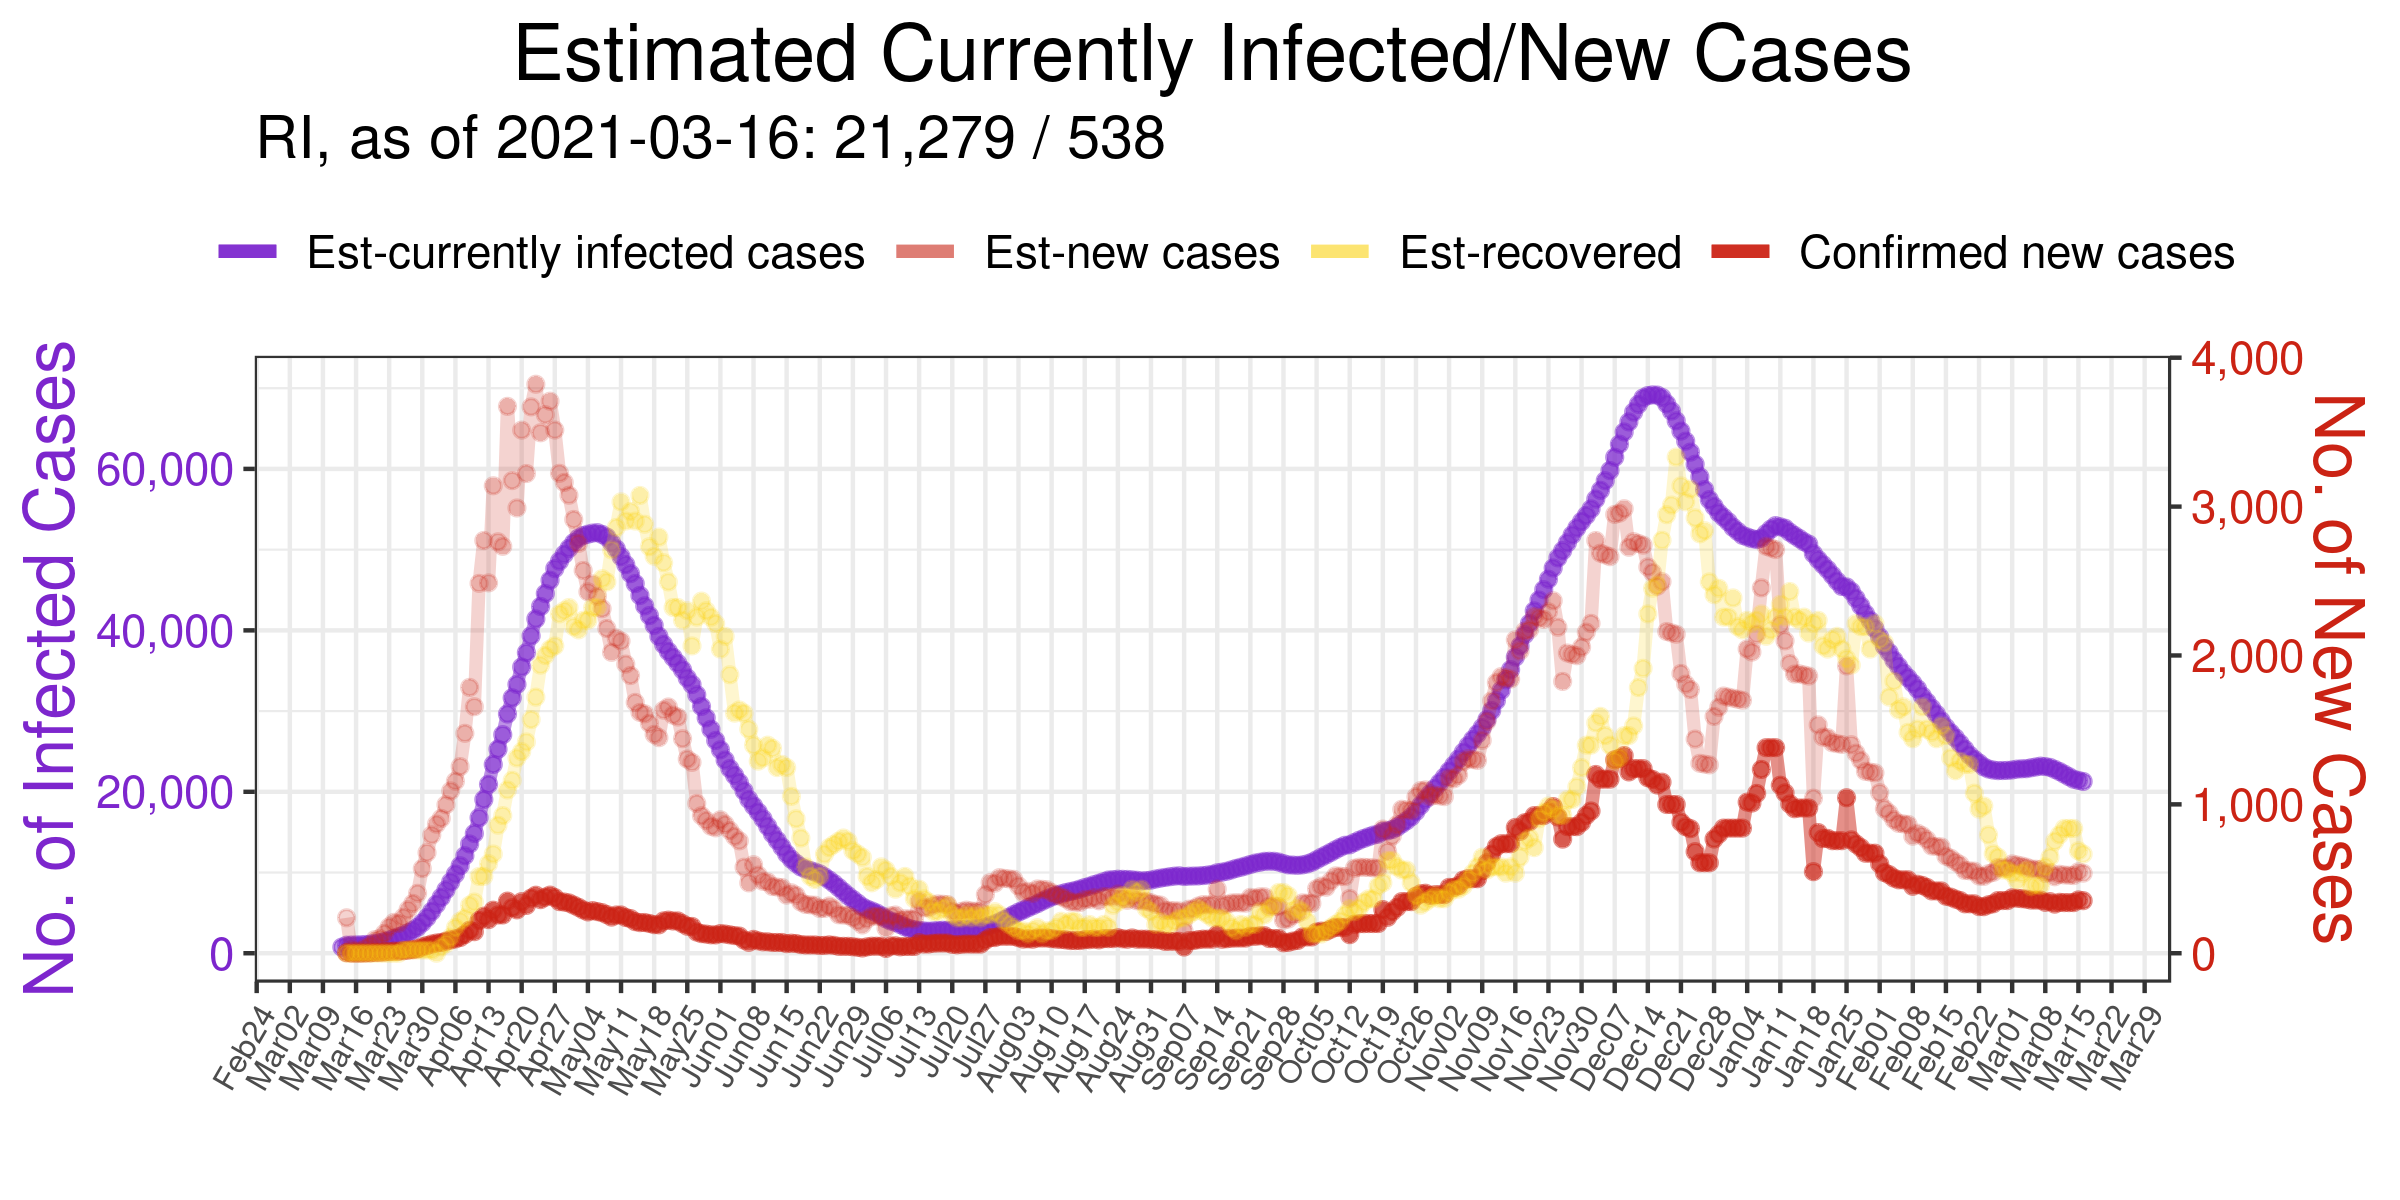 Estimated Currently Infected/New Cases
RI, as of 2021-03-16: 21,279 / 538
Est-currently infected cases Est-new cases Est-recovered Confirmed new cases
No. of Infected Cases
60,000
40,000
20,000
0
4,000
3,000
2,000
1,000
0
No. of New Cases
Feb24 Mar02 Mar09 Mar16 Mar23 Mar30 Apr06 Apr13 Apr20 Apr27 May04 May11 May18 May25 Jun01 Jun08 Jun15 Jun22 Jun29 Jul06 Jul13 Jul20 Jul27 Aug03 Aug10 Aug17 Aug24 Aug31 Sep07 Sep14 Sep21 Sep28 Oct05 Oct12 Oct19 Oct26 Nov02 Nov09 Nov16 Nov23 Nov30 Dec07 Dec14 Dec21 Dec28 Jan04 Jan11 Jan18 Jan25 Feb01 Feb08 Feb15 Feb22 Mar01 Mar08 Mar15 Mar22 Mar29